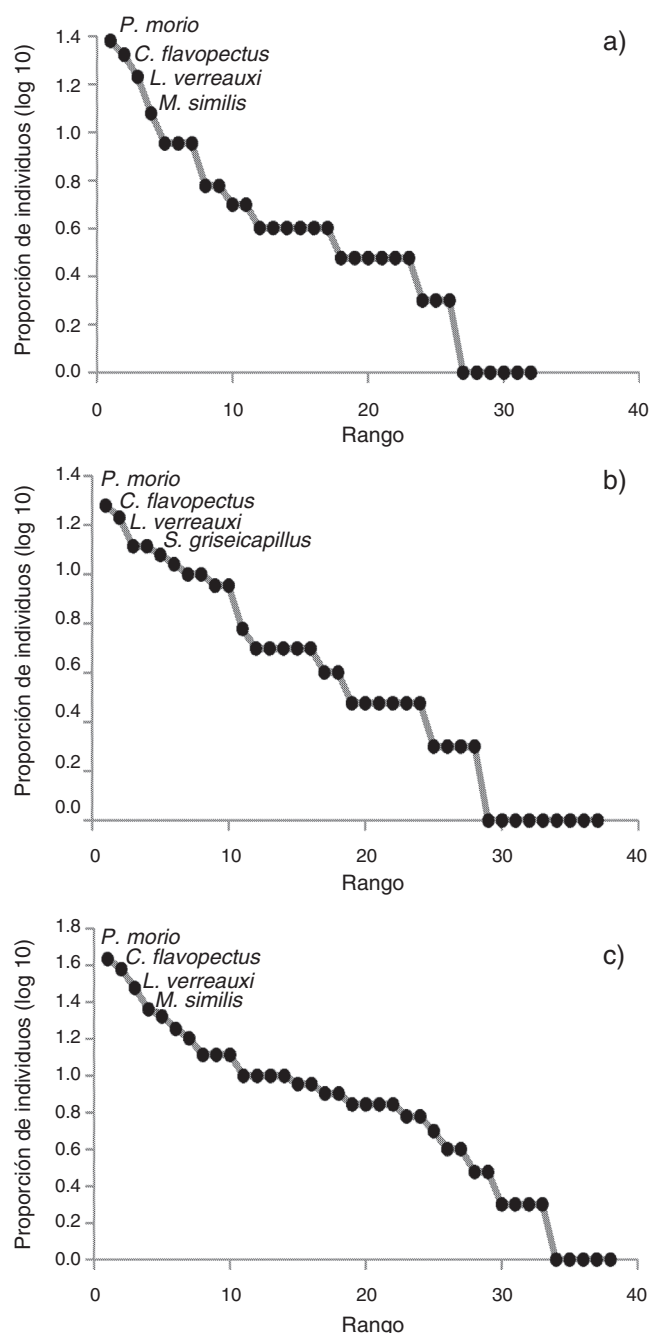 a)
P. morio
C. flavopectus
L. verreauxi
M. similis
Proporción de individuos (log 10)
1.4
1.2
1.0
0.8
0.6
0.4
0.2
0.0
0 10 20 30 40
Rango
b)
P. morio
C. flavopectus
L. verreauxi
S. griseicapillus
Proporción de individuos (log 10)
1.4
1.2
1.0
0.8
0.6
0.4
0.2
0.0
0 10 20 30 40
Rango
c)
P. morio
C. flavopectus
L. verreauxi
M. similis
Proporción de individuos (log 10)
1.8
1.6
1.4
1.2
1.0
0.8
0.6
0.4
0.2
0.0
0 10 20 30 40
Rango